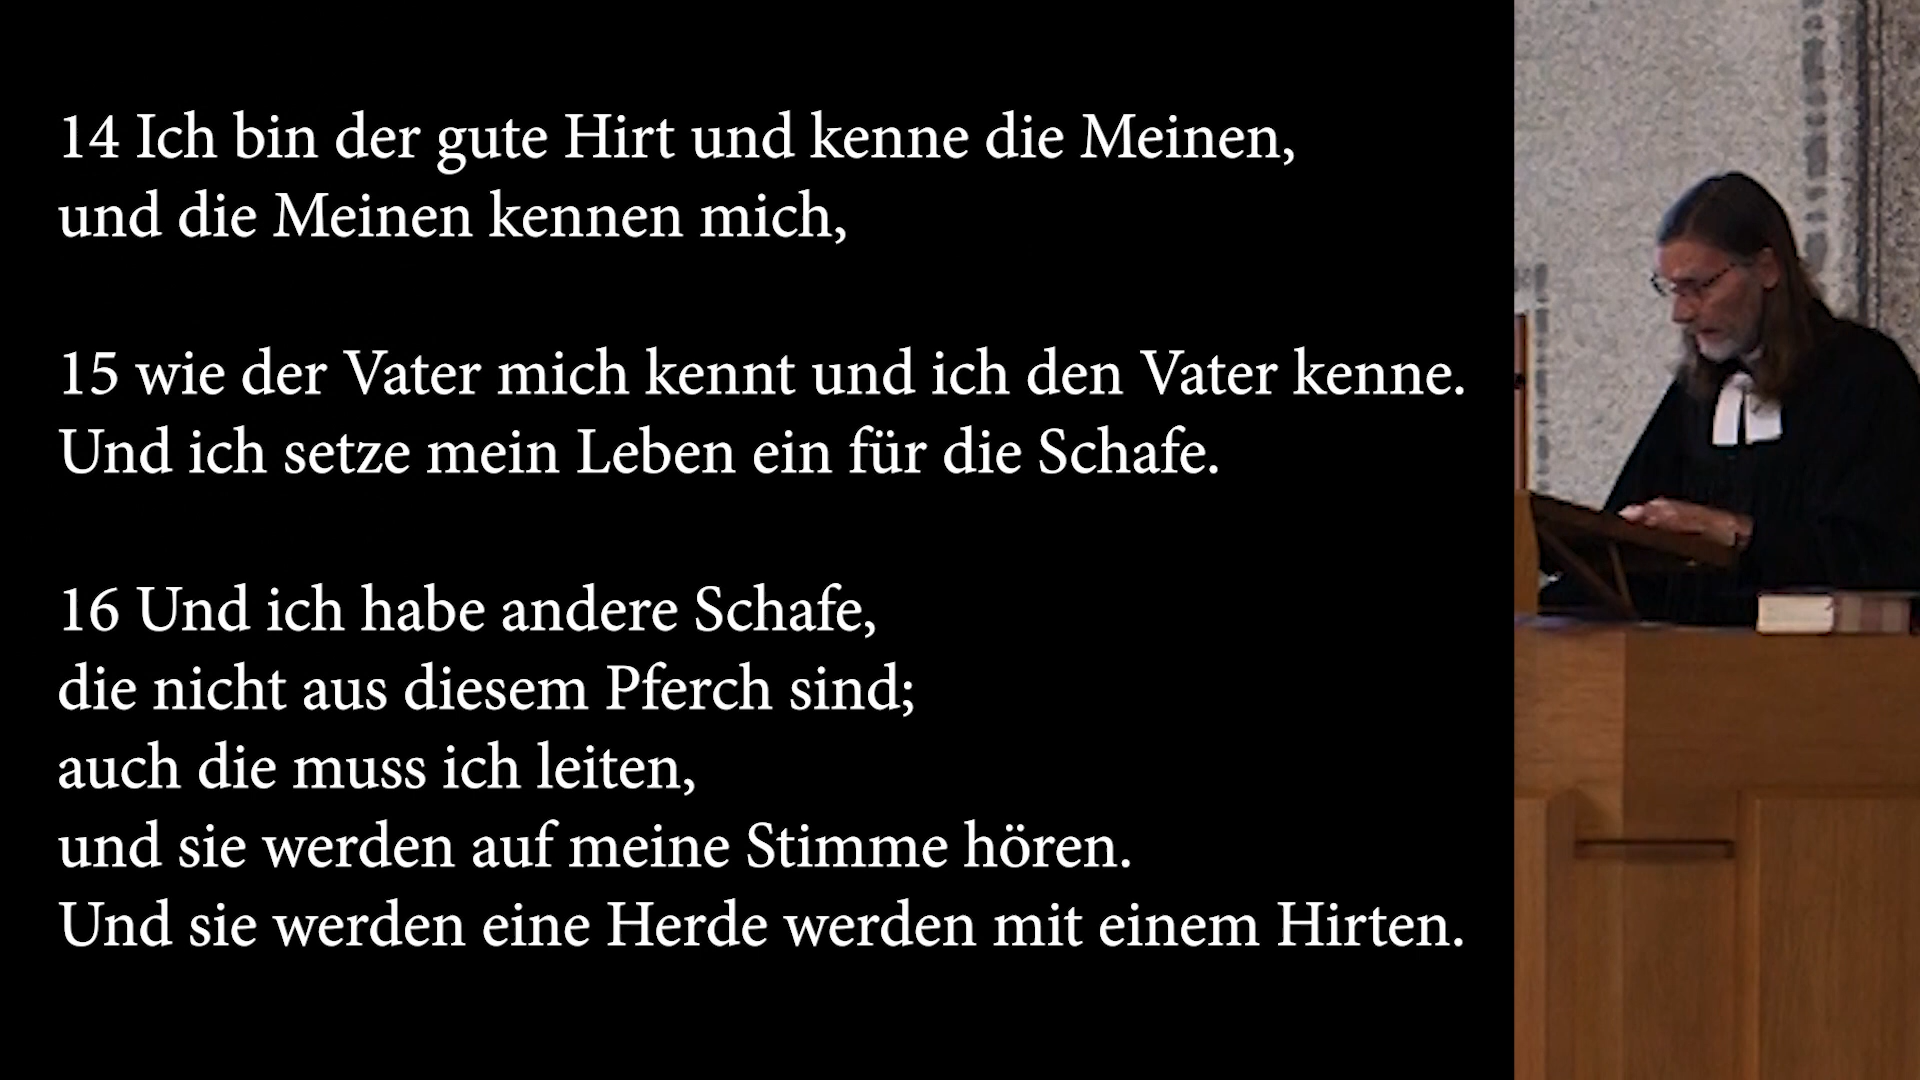 14 Ich bin der gute Hirt und kenne die Meinen,
und die Meinen kennen mich,
15 wie der Vater mich kennt und ich den Vater kenne.
Und ich setze mein Leben ein für die Schafe.
16 Und ich habe andere Schafe,
die nicht aus diesem Pferch sind;
auch die muss ich leiten,
und sie werden auf meine Stimme hören.
Und sie werden eine Herde werden mit einem Hirten.